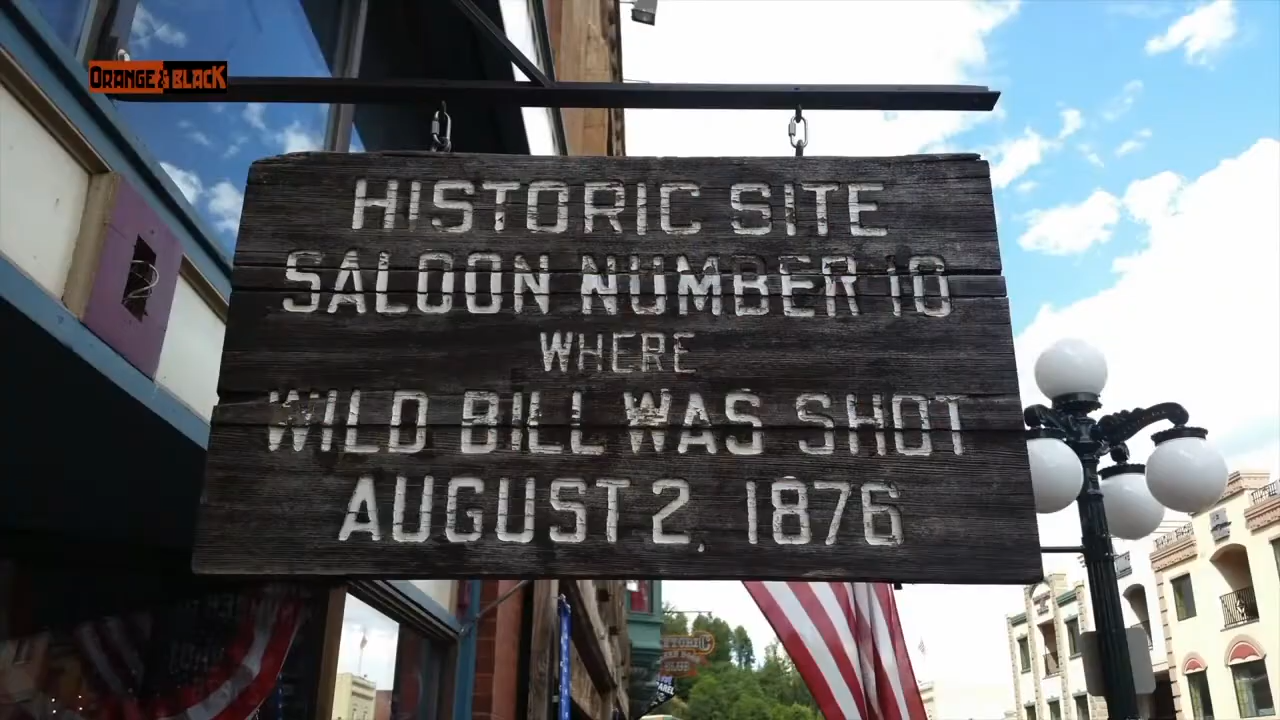 ORANGE & BLACK
HISTORIC SITE
SALOON NUMBER 10
WHERE
WILD BILL WAS SHOT
AUGUST 2, 1876